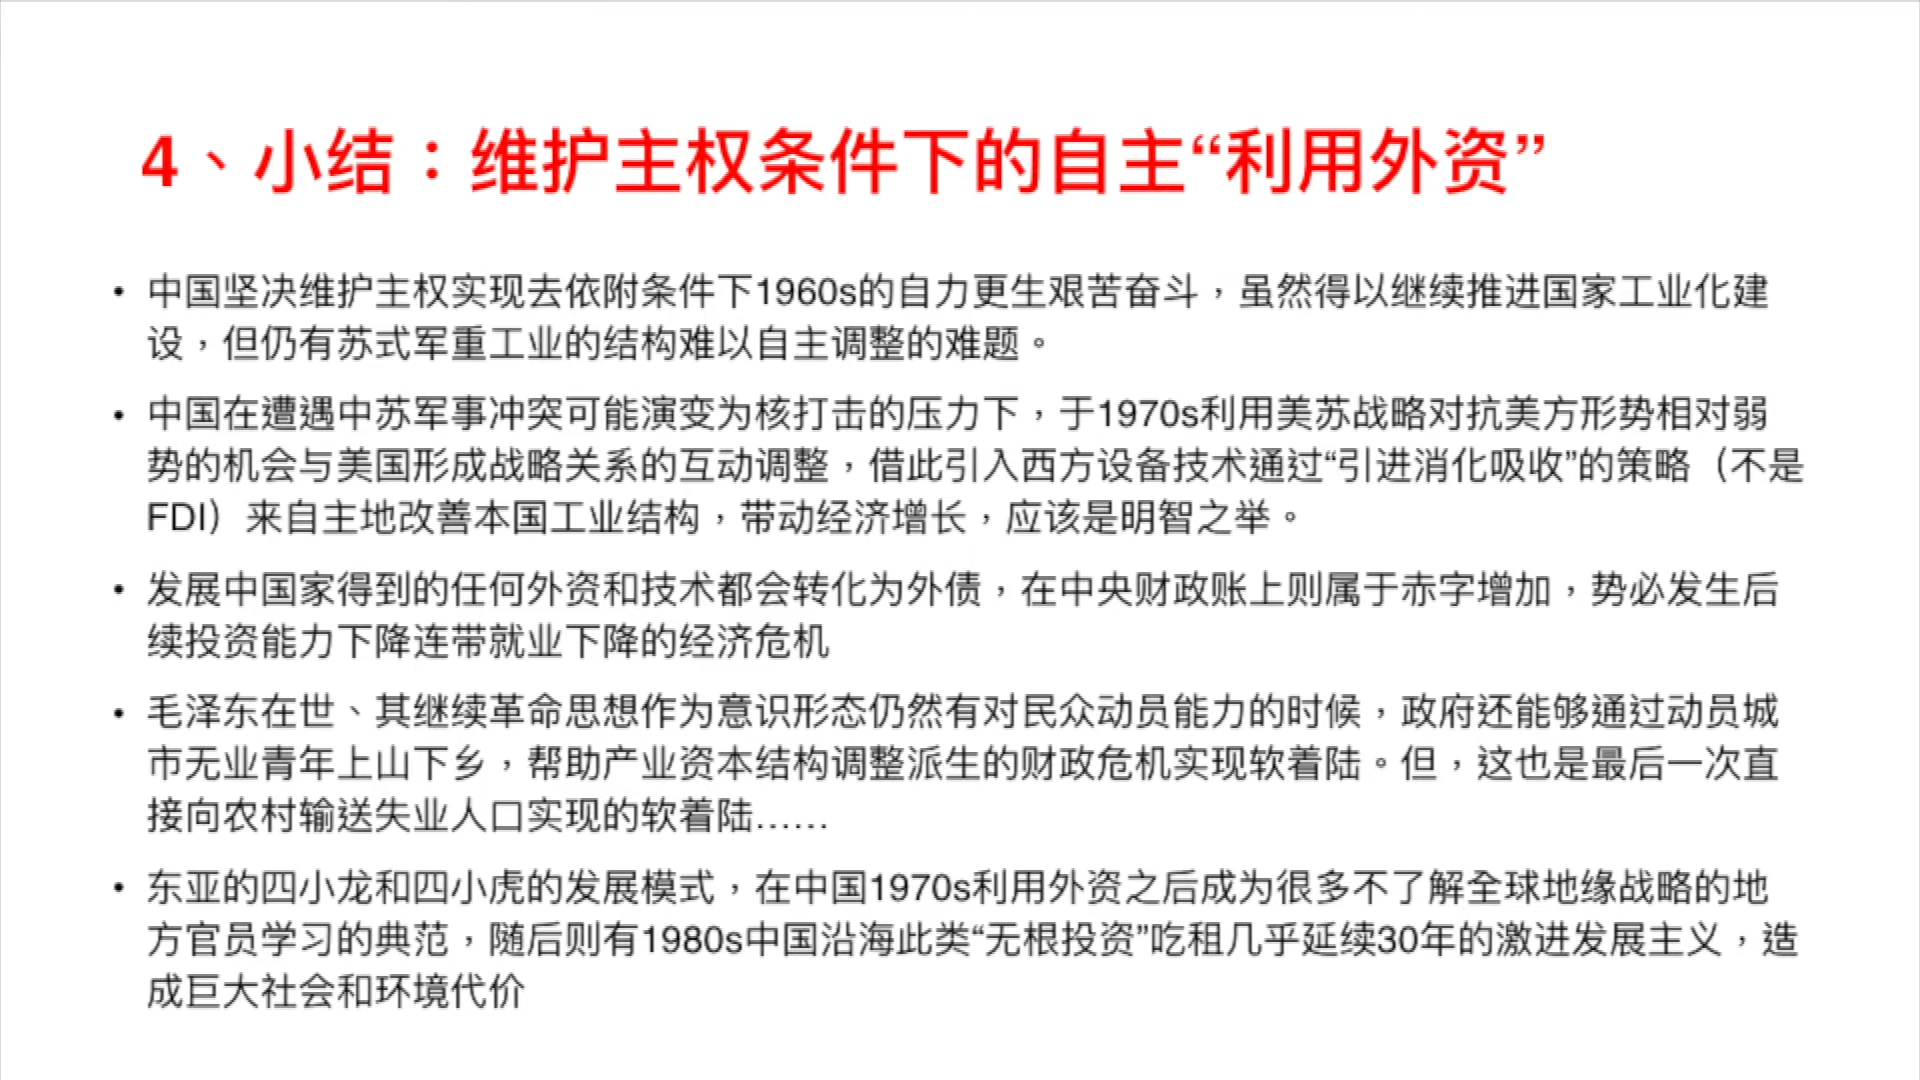 4、小结：维护主权条件下的自主“利用外资”
• 中国坚决维护主权实现去依附条件下1960s的自力更生艰苦奋斗，虽然得以继续推进国家工业化建
设，但仍有苏式军重工业的结构难以自主调整的难题。
• 中国在遭遇中苏军事冲突可能演变为核打击的压力下，于1970s利用美苏战略对抗美方形势相对弱
势的机会与美国形成战略关系的互动调整，借此引入西方设备技术通过“引进消化吸收”的策略（不是
FDI）来自主地改善本国工业结构，带动经济增长，应该是明智之举。
• 发展中国家得到的任何外资和技术都会转化为外债，在中央财政账上则属于赤字增加，势必发生后
续投资能力下降连带就业下降的经济危机
• 毛泽东在世、其继续革命思想作为意识形态仍然有对民众动员能力的时候，政府还能够通过动员城
市无业青年上山下乡，帮助产业资本结构调整派生的财政危机实现软着陆。但，这也是最后一次直
接向农村输送失业人口实现的软着陆……
• 东亚的四小龙和四小虎的发展模式，在中国1970s利用外资之后成为很多不了解全球地缘战略的地
方官员学习的典范，随后则有1980s中国沿海此类“无根投资”吃租几乎延续30年的激进发展主义，造
成巨大社会和环境代价